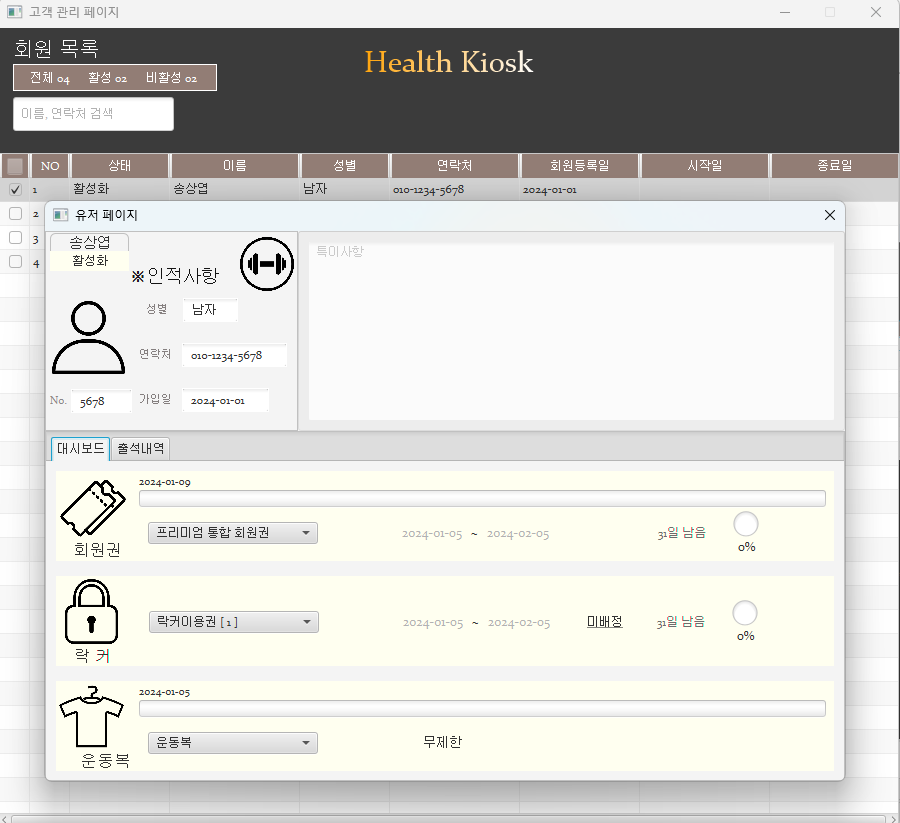 고객 관리 페이지
회원 목록
Health Kiosk
전체 04 활성 02 비활성 02
이름, 연락처 검색
NO 상태 이름 성별 연락처 회원등록일 시작일 종료일
1 활성화 송상엽 남자 010-1234-5678 2024-01-01
2
3
4
유저 페이지
송상엽
활성화
※인적사항
특이사항
성별 남자
연락처 010-1234-5678
No. 5678 가입일 2024-01-01
대시보드 출석내역
2024-01-09
프리미엄 통합 회원권 2024-01-05 ~ 2024-02-05 31일 남음 0%
회원권
락커이용권 [ 1 ] 2024-01-05 ~ 2024-02-05 미배정 31일 남음 0%
락 커
2024-01-05
운동복 무제한
운동복